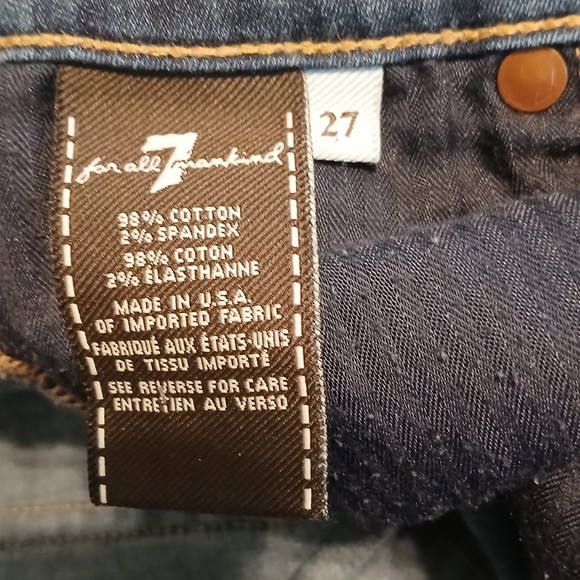 for all 7 mankind
27
98% COTTON
2% SPANDEX
98% COTON
2% ÉLASTHANNE
MADE IN U.S.A.
OF IMPORTED FABRIC
FABRIQUÉ AUX ÉTATS-UNIS
DE TISSU IMPORTÉ
SEE REVERSE FOR CARE
ENTRETIEN AU VERSO